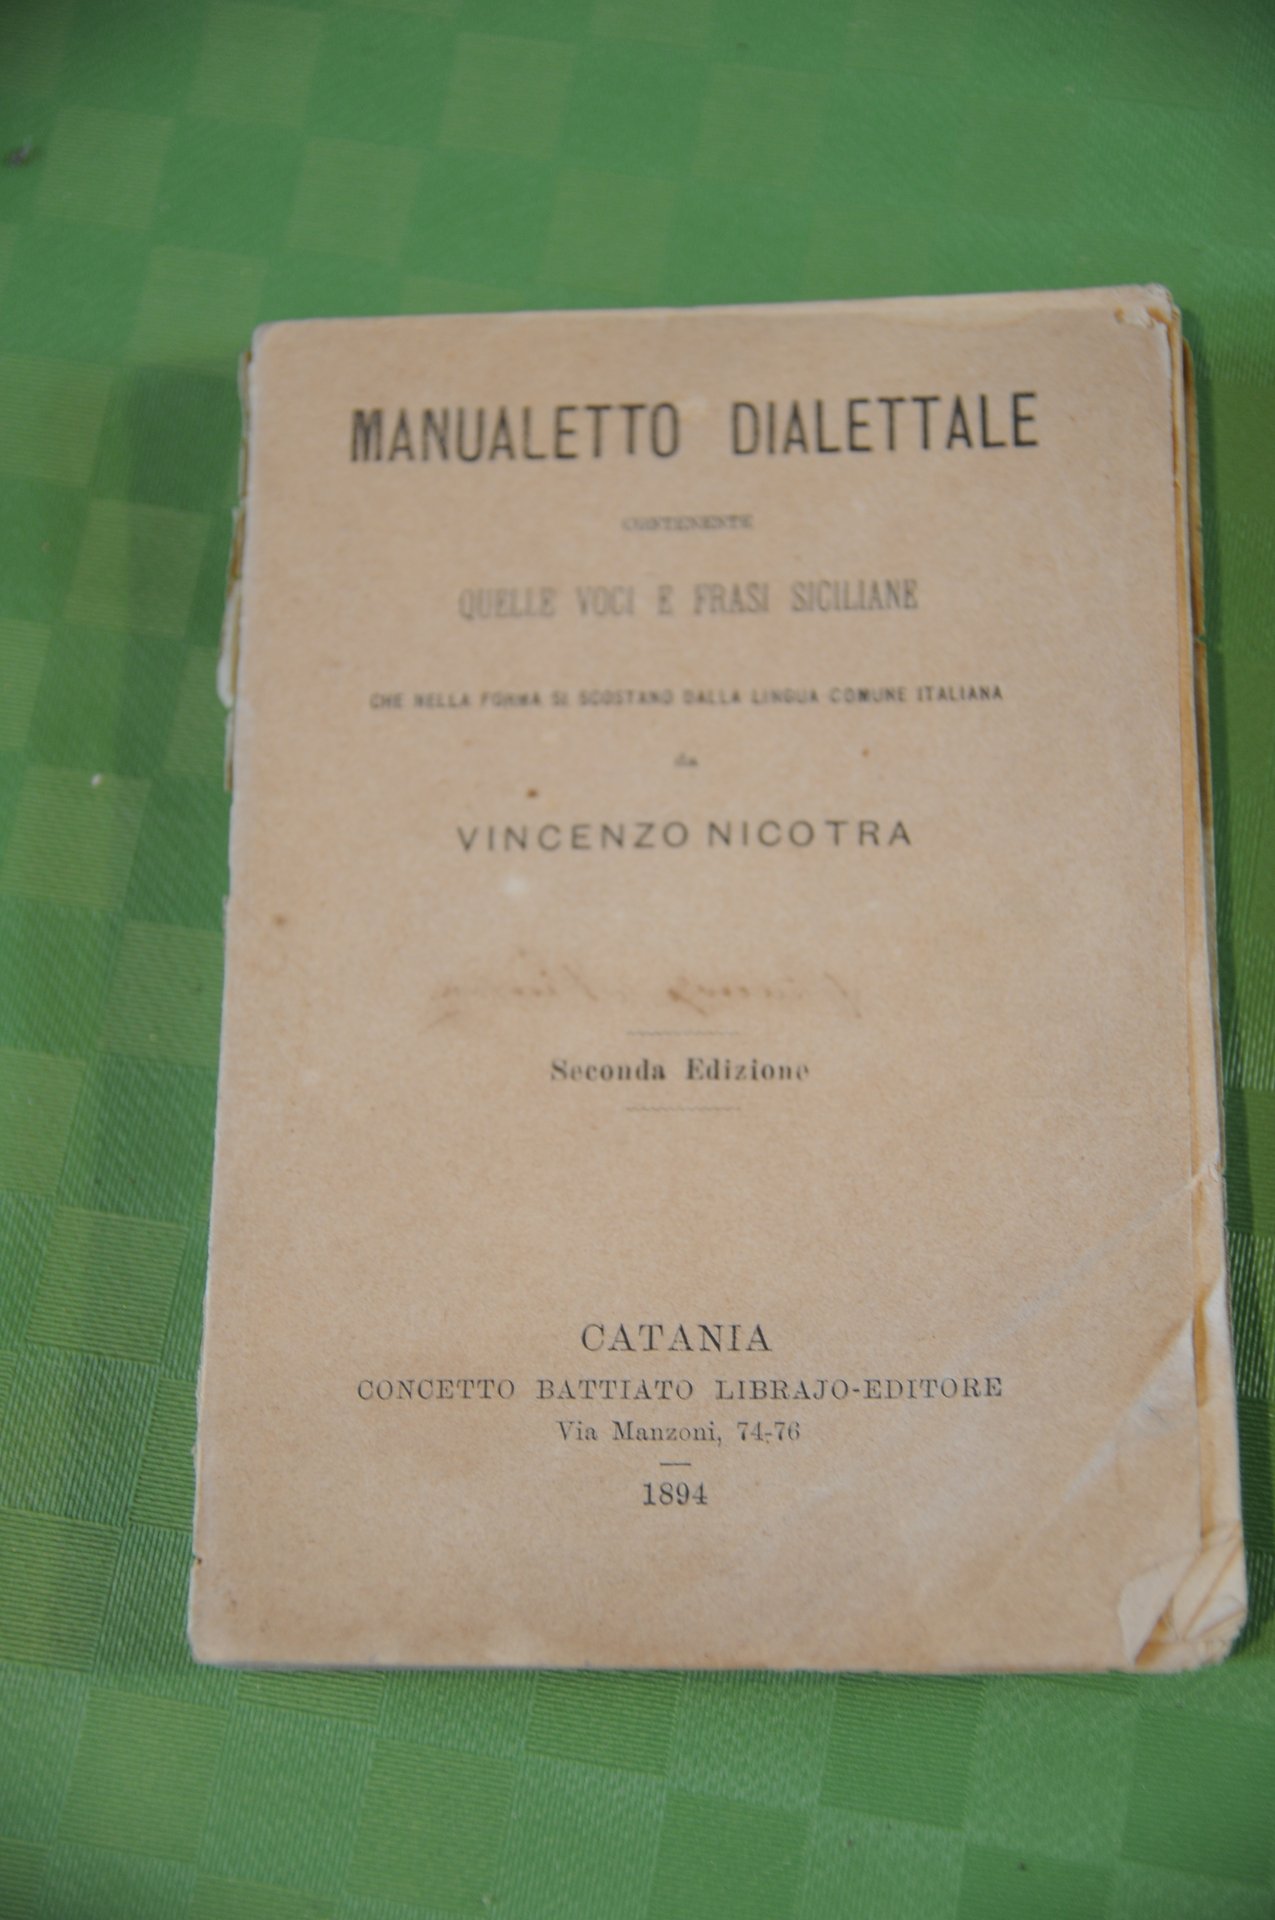 MANUALETTO DIALETTALE
CONTENENTE
QUELLE VOCI E FRASI SICILIANE
CHE NELLA FORMA SI SCOSTANO DALLA LINGUA COMUNE ITALIANA
da
VINCENZO NICOTRA
Seconda Edizione
CATANIA
CONCETTO BATTIATO LIBRAJO-EDITORE
Via Manzoni, 74-76
1894